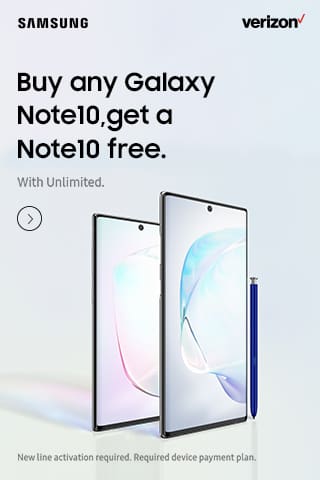 SAMSUNG
verizon✓
Buy any Galaxy
Note10,get a
Note10 free.
With Unlimited.
New line activation required. Required device payment plan.